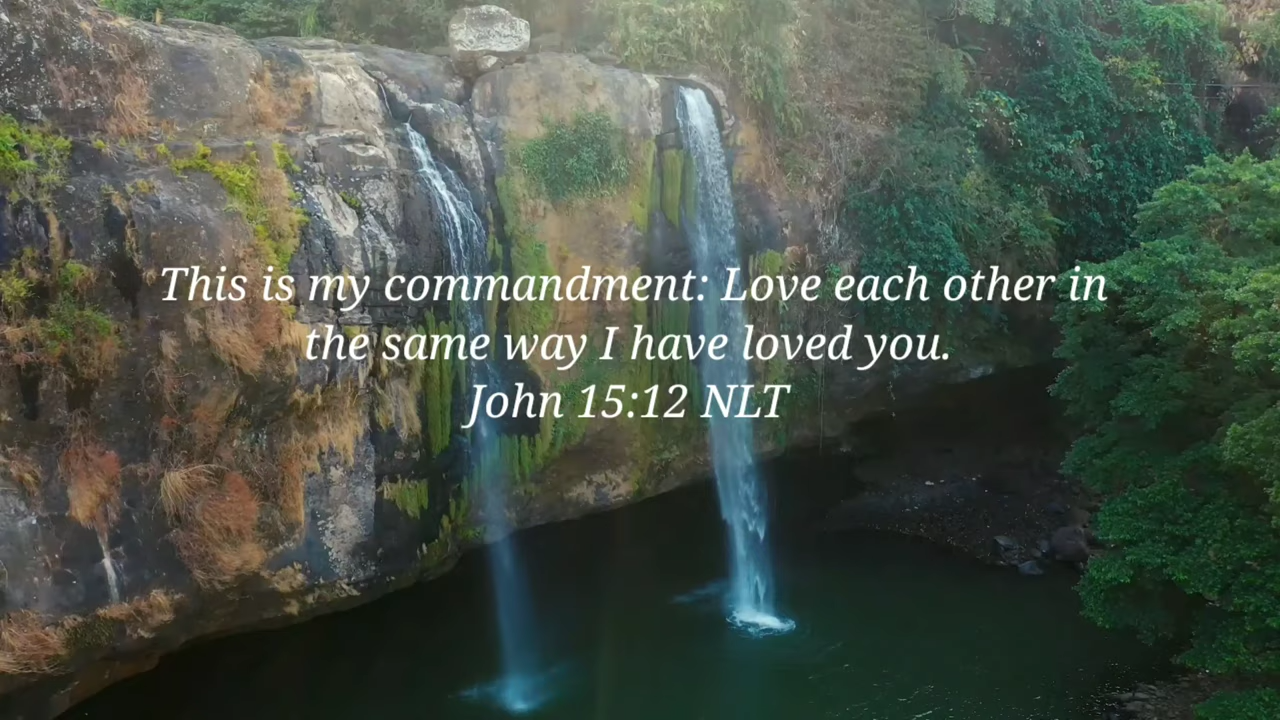 This is my commandment: Love each other in
the same way I have loved you.
John 15:12 NLT